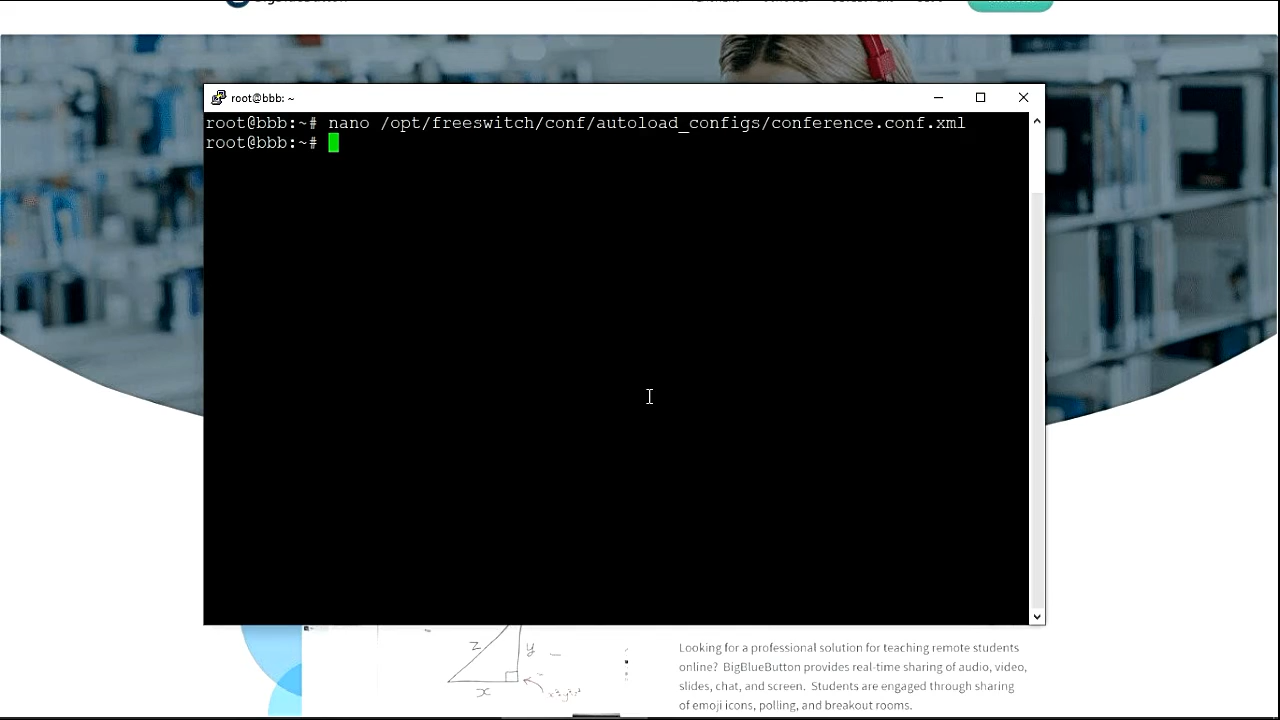 root@bbb: ~
root@bbb:~# nano /opt/freeswitch/conf/autoload_configs/conference.conf.xml
root@bbb:~#
z
y
x
Looking for a professional solution for teaching remote students
online? BigBlueButton provides real-time sharing of audio, video,
slides, chat, and screen. Students are engaged through sharing
of emoji icons, polling, and breakout rooms.